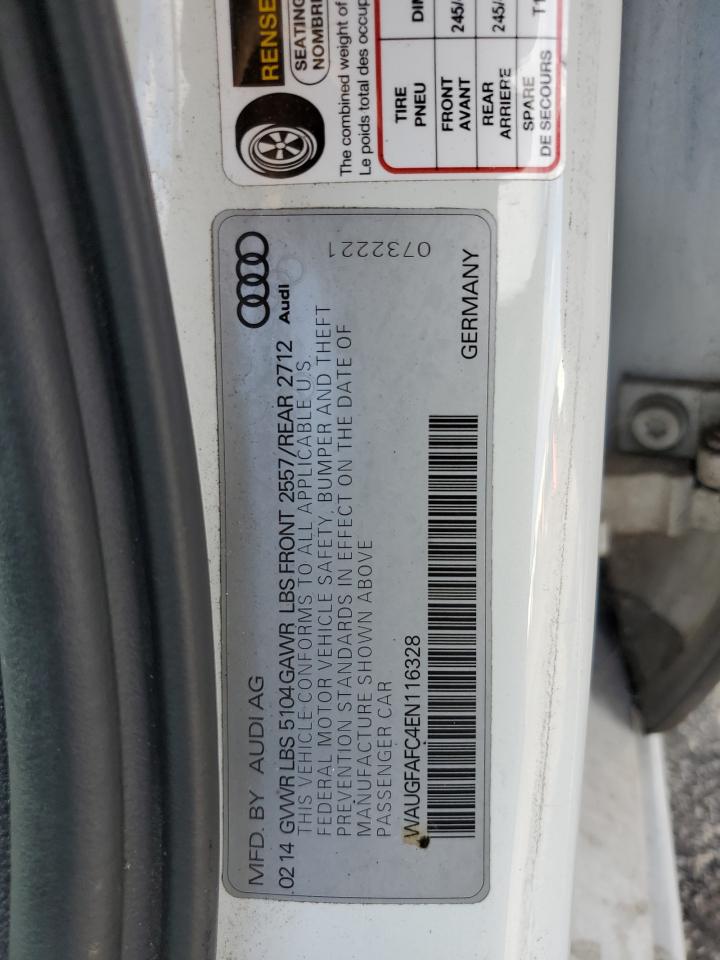 RENSE
SEATING
NOMBRE
The combined weight of
Le poids total des occup
TIRE
PNEU
DI
FRONT
AVANT
245/
REAR
ARRIERE
245/
SPARE
DE SECOURS
T1
MFD. BY AUDI AG
02 14 GVWR LBS 5104 GAWR LBS FRONT 2557/REAR 2712
THIS VEHICLE CONFORMS TO ALL APPLICABLE U.S.
FEDERAL MOTOR VEHICLE SAFETY, BUMPER AND THEFT
PREVENTION STANDARDS IN EFFECT ON THE DATE OF
MANUFACTURE SHOWN ABOVE
PASSENGER CAR
WAUGFAFC4EN116328
Audi
0732221
GERMANY